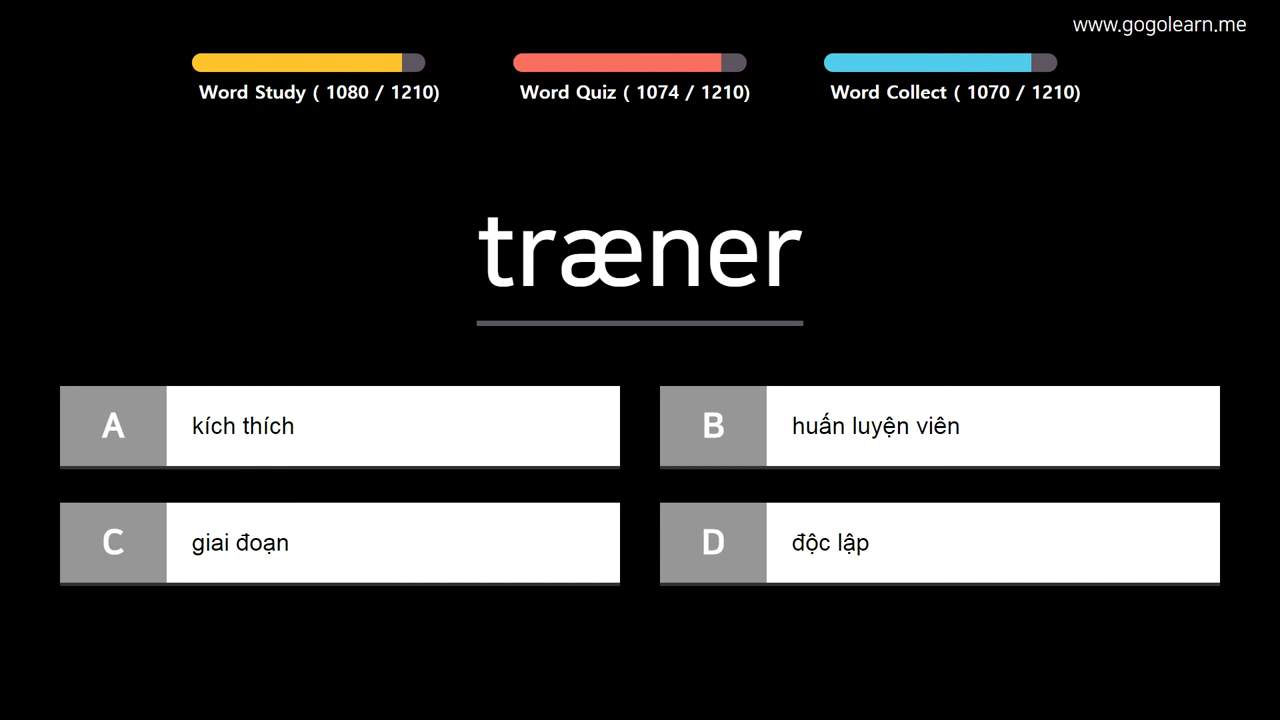 www.gogolearn.me
Word Study ( 1080 / 1210)
Word Quiz ( 1074 / 1210)
Word Collect ( 1070 / 1210)
træner
A
kích thích
B
huấn luyện viên
C
giai đoạn
D
độc lập